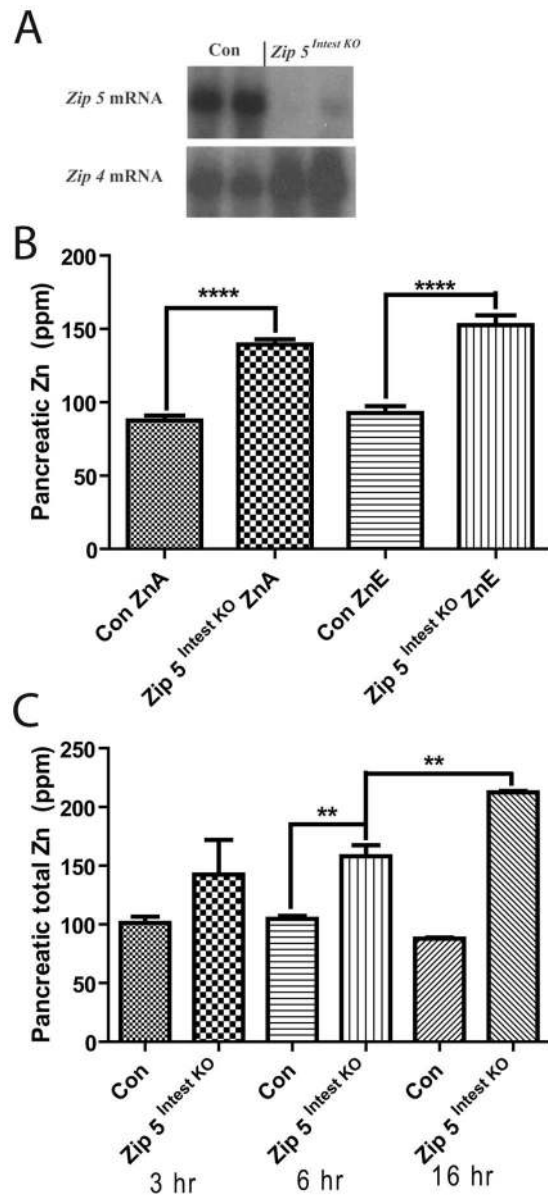 A
Con Zip 5 Intest KO
Zip 5 mRNA
Zip 4 mRNA
B
Pancreatic Zn (ppm)
200
150
100
50
0
****
****
Con ZnA
Zip 5 Intest KO ZnA
Con ZnE
Zip 5 Intest KO ZnE
C
Pancreatic total Zn (ppm)
250
200
150
100
50
0
**
**
Con
Zip 5 Intest KO
Con
Zip 5 Intest KO
Con
Zip 5 Intest KO
3 hr 6 hr 16 hr